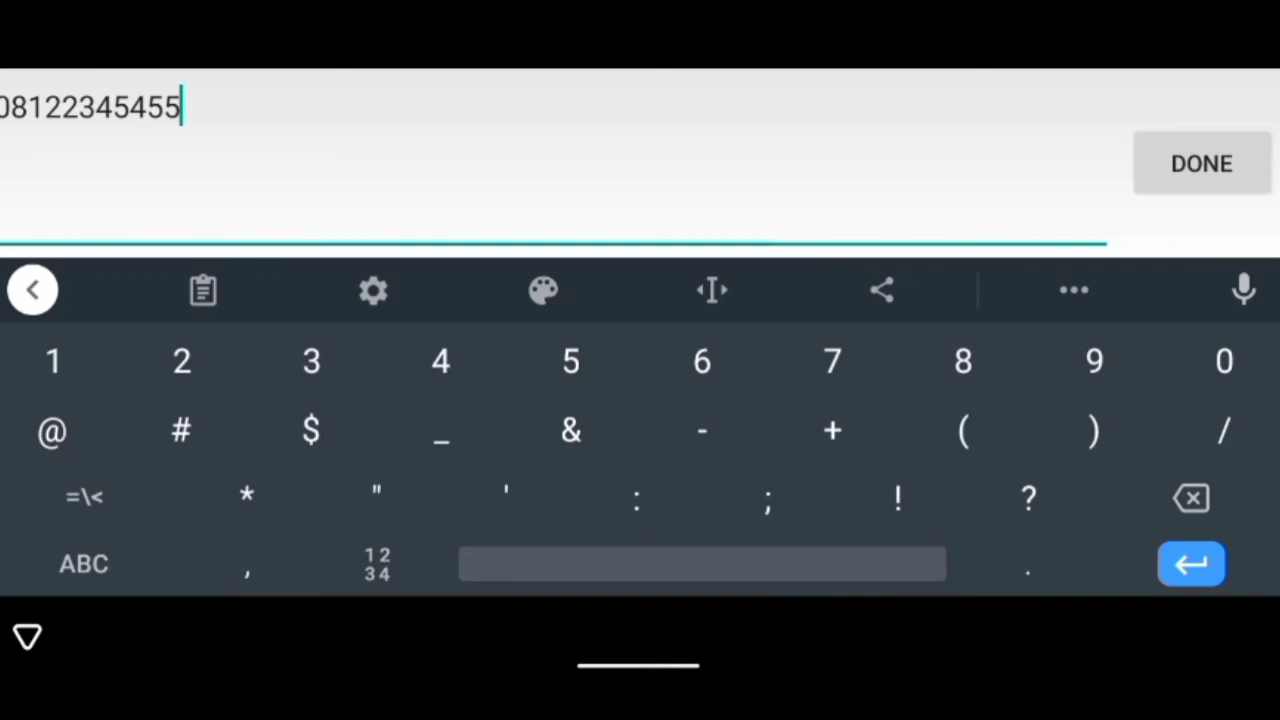 08122345455
DONE
1 2 3 4 5 6 7 8 9 0
@ # $ _ & - + ( ) /
=\< * " ' : ; ! ?
ABC , 12 34 .